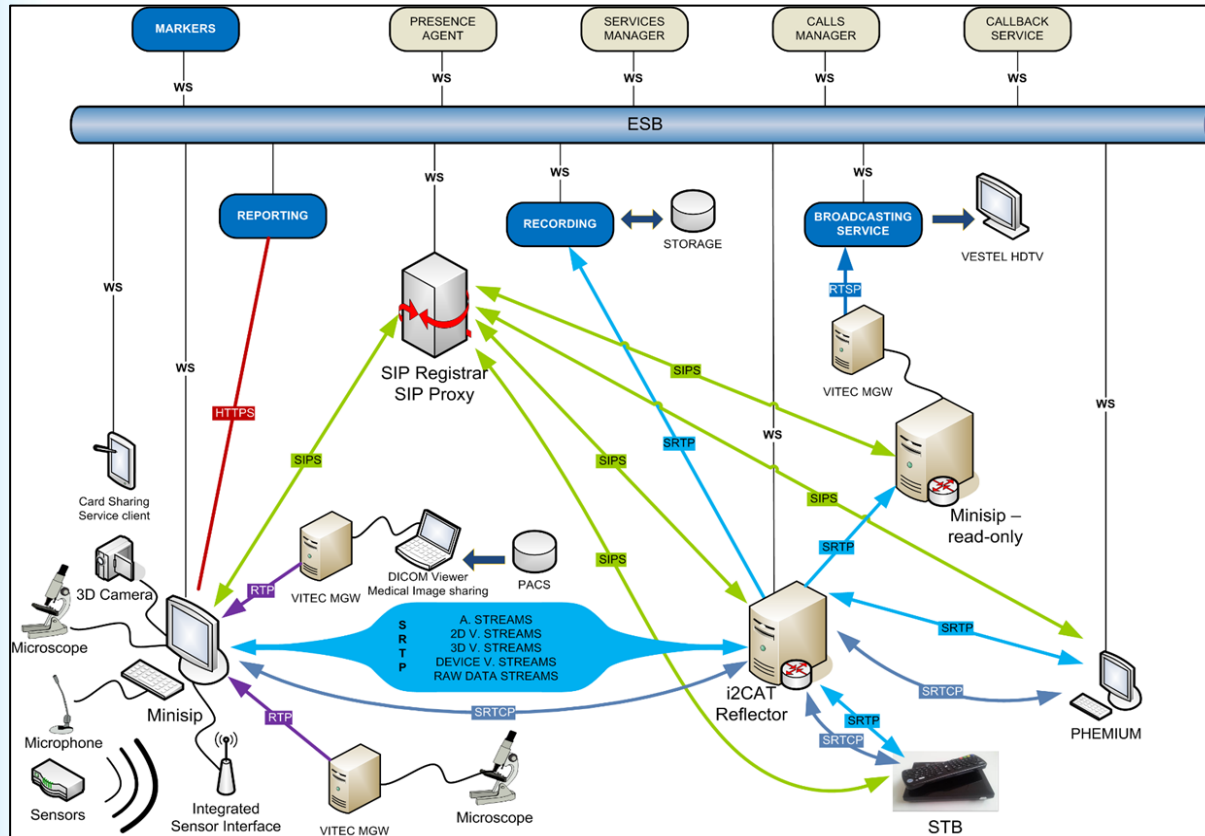 MARKERS
PRESENCE
AGENT
SERVICES
MANAGER
CALLS
MANAGER
CALLBACK
SERVICE
WS
WS
WS
WS
WS
ESB
WS
WS
WS
WS
REPORTING
RECORDING
STORAGE
BROADCASTING
SERVICE
VESTEL HDTV
RTSP
WS
WS
WS
WS
SIP Registrar
SIP Proxy
VITEC MGW
HTTPS
SIPS
SIPS
SIPS
SIPS
SIPS
SRTP
Card Sharing
Service client
Minisip –
read-only
3D Camera
RTP
VITEC MGW
DICOM Viewer
Medical Image sharing
PACS
SRTP
Microscope
S
R
T
P
A. STREAMS
2D V. STREAMS
3D V. STREAMS
DEVICE V. STREAMS
RAW DATA STREAMS
SRTP
Minisip
SRTCP
i2CAT
Reflector
SRTCP
PHEMIUM
Microphone
RTP
SRTP
SRTCP
Sensors
Integrated
Sensor Interface
VITEC MGW
Microscope
STB